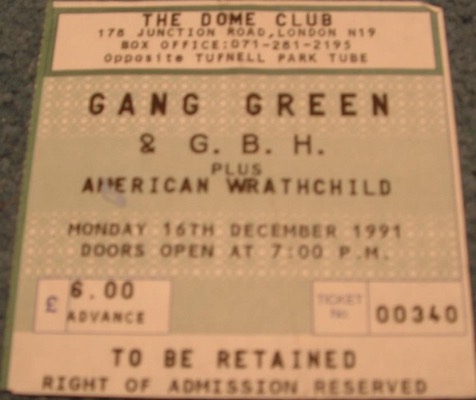 THE DOME CLUB
178 JUNCTION ROAD, LONDON N19
BOX OFFICE:071-281-2195
Opposite TUFNELL PARK TUBE
GANG GREEN
& G. B. H.
PLUS
AMERICAN WRATHCHILD
MONDAY 16TH DECEMBER 1991
DOORS OPEN AT 7:00 P.M.
£ 6.00
ADVANCE
TICKET No. 00340
TO BE RETAINED
RIGHT OF ADMISSION RESERVED